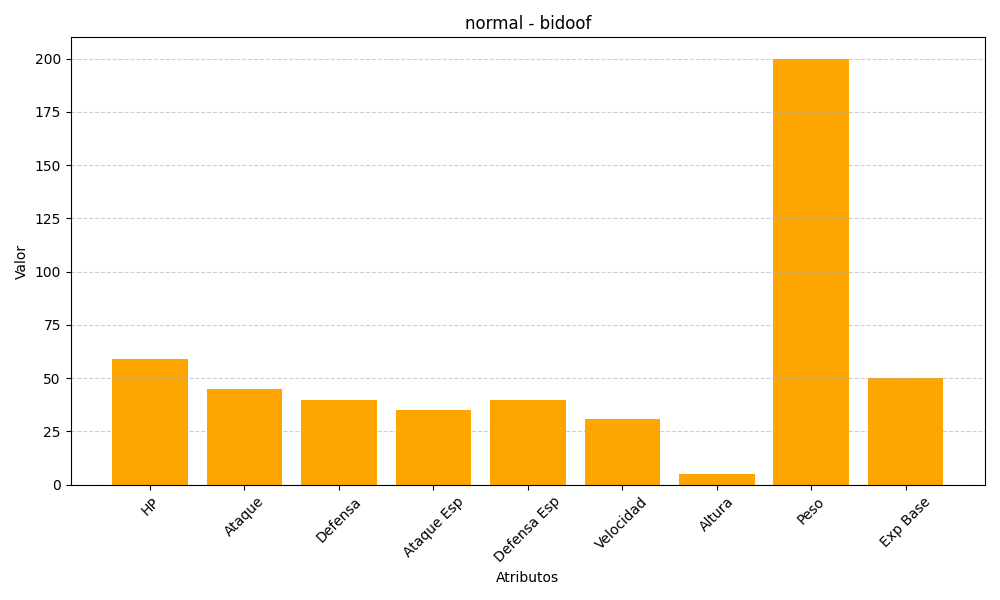 normal - bidoof
Valor
200
175
150
125
100
75
50
25
0
HP
Ataque
Defensa
Ataque Esp
Defensa Esp
Velocidad
Altura
Peso
Exp Base
Atributos